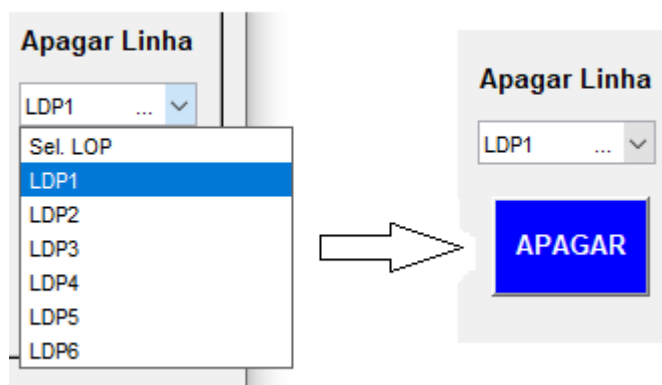 Apagar Linha
LDP1 ...
Sel. LOP
LDP1
LDP2
LDP3
LDP4
LDP5
LDP6
Apagar Linha
LDP1 ...
APAGAR